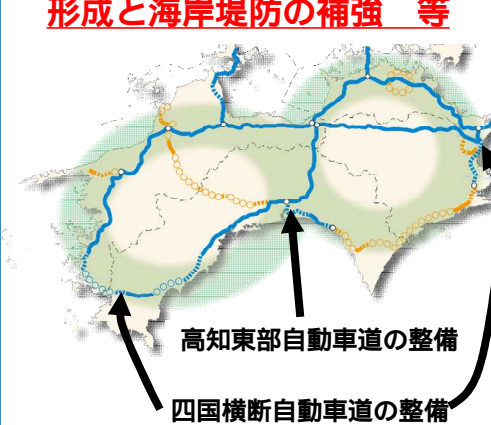 形成と海岸堤防の補強　等
高知東部自動車道の整備
四国横断自動車道の整備